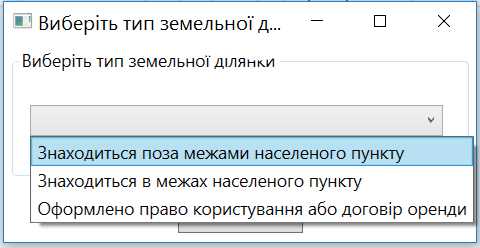 Виберіть тип земельної д...
Виберіть тип земельної ділянки
Знаходиться поза межами населеного пункту
Знаходиться в межах населеного пункту
Оформлено право користування або договір оренди